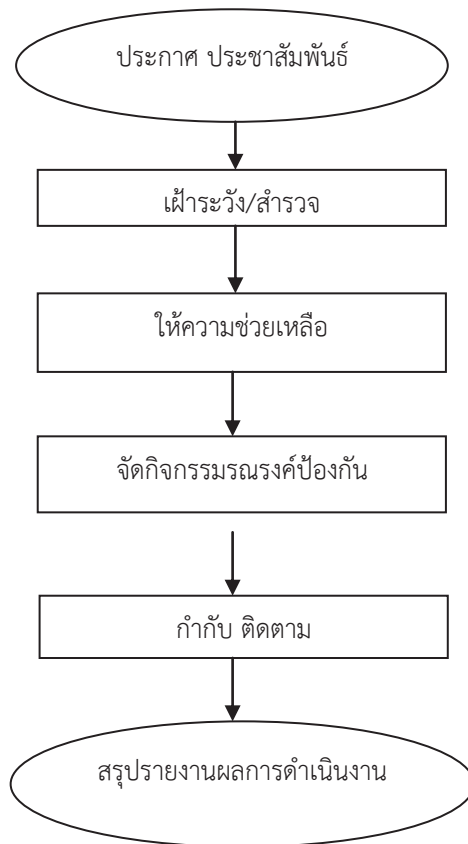 ประกาศ ประชาสัมพันธ์
เฝ้าระวัง/สำรวจ
ให้ความช่วยเหลือ
จัดกิจกรรมรณรงค์ป้องกัน
กำกับ ติดตาม
สรุปรายงานผลการดำเนินงาน